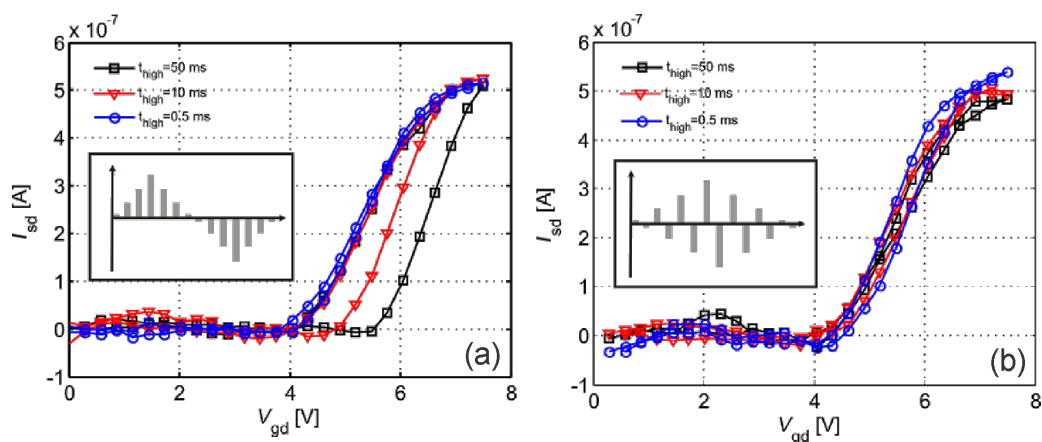 x 10⁻⁷
6
5
4
3
2
1
0
-1
I_sd [A]
t_high=50 ms
t_high=10 ms
t_high=0.5 ms
(a)
0 2 4 6 8
V_gd [V]
x 10⁻⁷
6
5
4
3
2
1
0
-1
I_sd [A]
t_high=50 ms
t_high=10 ms
t_high=0.5 ms
(b)
0 2 4 6 8
V_gd [V]